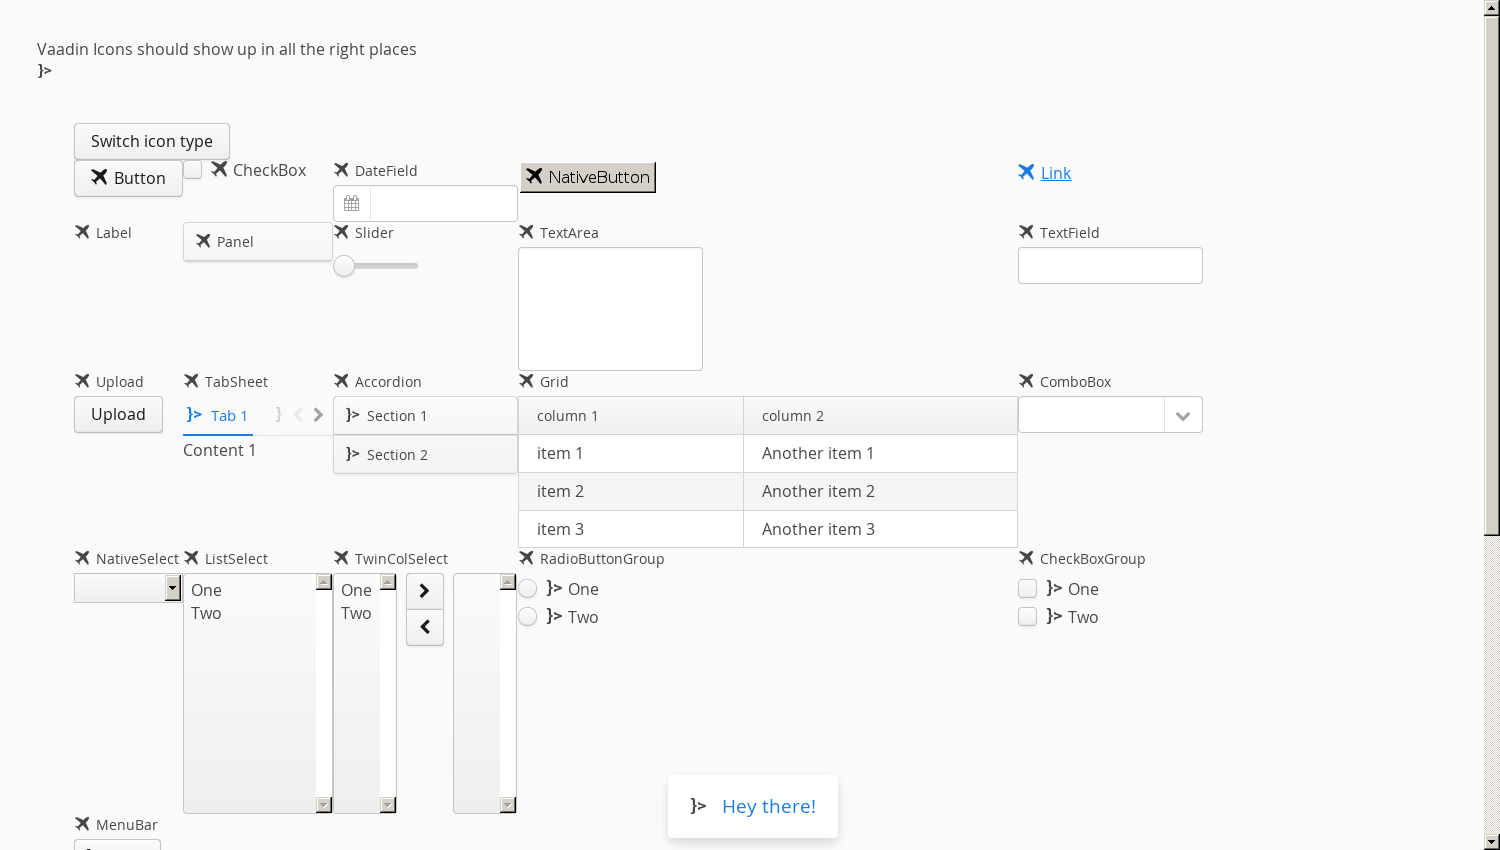 Vaadin Icons should show up in all the right places
Switch icon type
Button
CheckBox
DateField
NativeButton
Link
Label
Panel
Slider
TextArea
TextField
Upload
TabSheet
Accordion
Grid
ComboBox
Upload
Tab 1
Section 1
column 1 column 2
Content 1
Section 2
item 1 Another item 1
item 2 Another item 2
item 3 Another item 3
NativeSelect
ListSelect
TwinColSelect
RadioButtonGroup
CheckBoxGroup
One
Two
One
Two
One
Two
One
Two
Hey there!
MenuBar